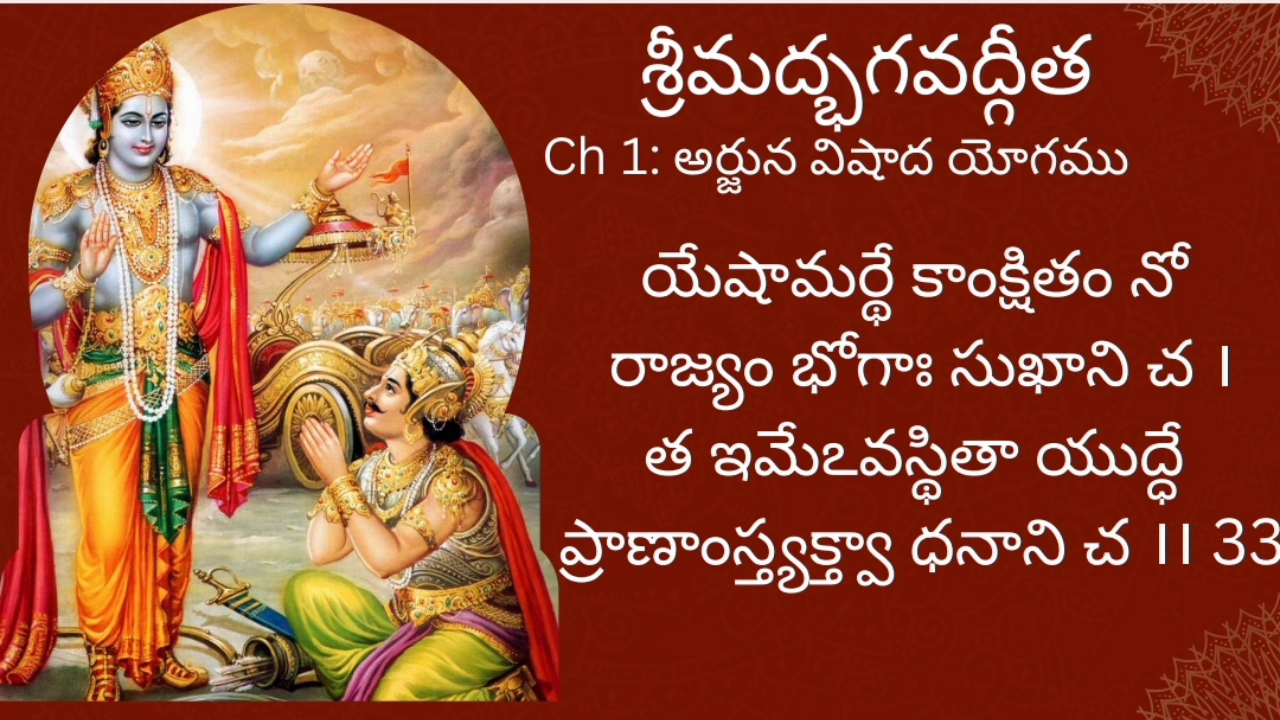 శ్రీమద్భగవద్గీత
Ch 1: అర్జున విషాద యోగము
యేషామర్థే కాంక్షితం నో
రాజ్యం భోగాః సుఖాని చ ।
త ఇమేఽవస్థితా యుద్ధే
ప్రాణాంస్త్యక్త్వా ధనాని చ ।। 33